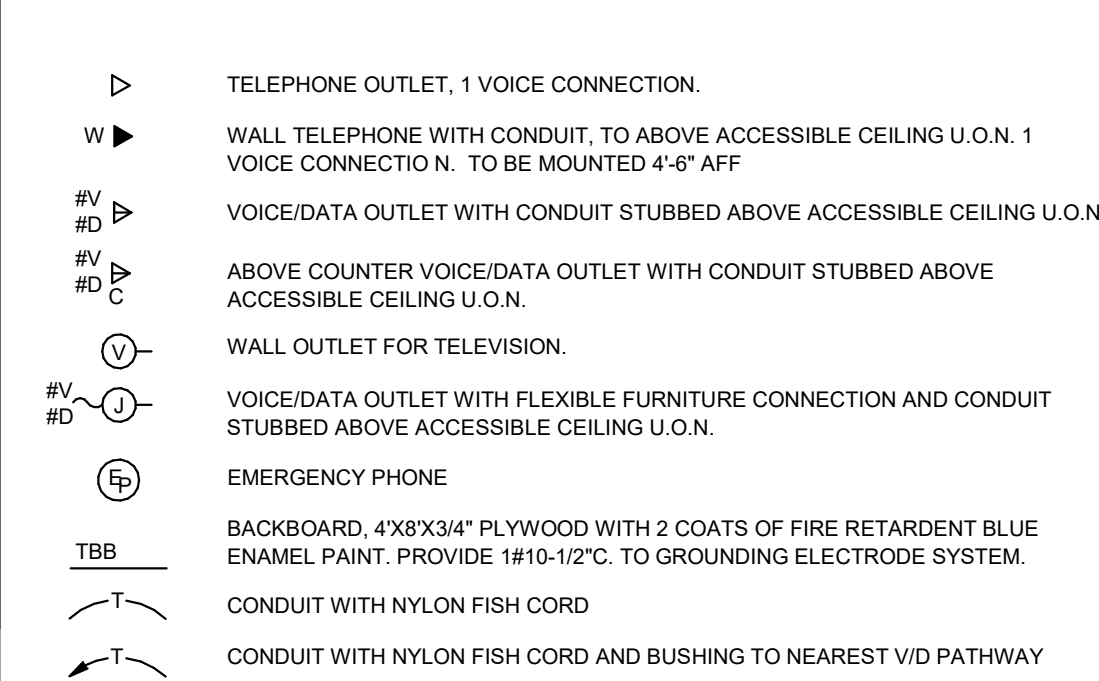 TELEPHONE OUTLET, 1 VOICE CONNECTION.
W
WALL TELEPHONE WITH CONDUIT, TO ABOVE ACCESSIBLE CEILING U.O.N. 1
VOICE CONNECTIO N. TO BE MOUNTED 4'-6" AFF
#V
#D
VOICE/DATA OUTLET WITH CONDUIT STUBBED ABOVE ACCESSIBLE CEILING U.O.N
#V
#D
C
ABOVE COUNTER VOICE/DATA OUTLET WITH CONDUIT STUBBED ABOVE
ACCESSIBLE CEILING U.O.N.
V
WALL OUTLET FOR TELEVISION.
#V
#D
J
VOICE/DATA OUTLET WITH FLEXIBLE FURNITURE CONNECTION AND CONDUIT
STUBBED ABOVE ACCESSIBLE CEILING U.O.N.
EP
EMERGENCY PHONE
TBB
BACKBOARD, 4'X8'X3/4" PLYWOOD WITH 2 COATS OF FIRE RETARDENT BLUE
ENAMEL PAINT. PROVIDE 1#10-1/2"C. TO GROUNDING ELECTRODE SYSTEM.
T
CONDUIT WITH NYLON FISH CORD
T
CONDUIT WITH NYLON FISH CORD AND BUSHING TO NEAREST V/D PATHWAY